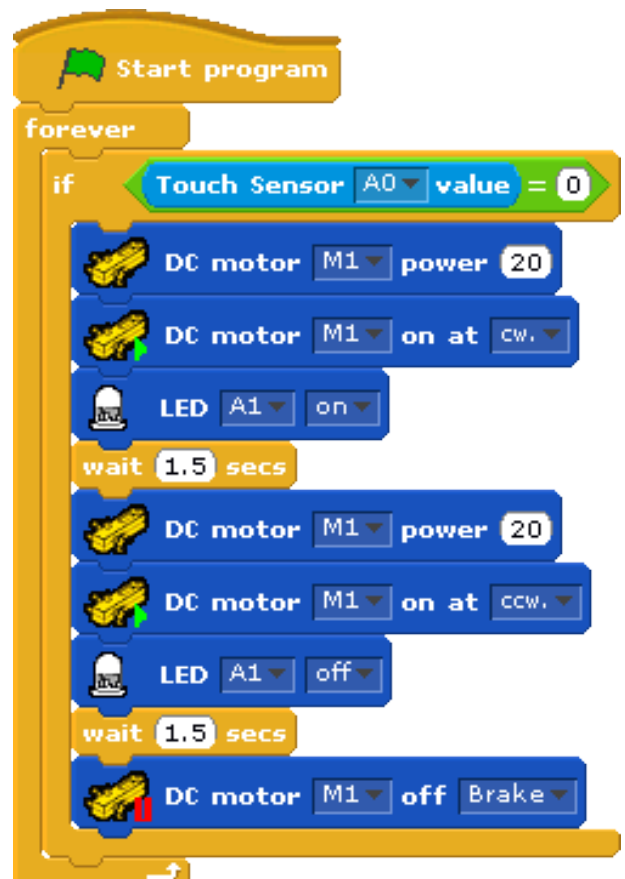 Start program
forever
if Touch Sensor A0 value = 0
DC motor M1 power 20
DC motor M1 on at cw.
LED A1 on
wait 1.5 secs
DC motor M1 power 20
DC motor M1 on at ccw.
LED A1 off
wait 1.5 secs
DC motor M1 off Brake